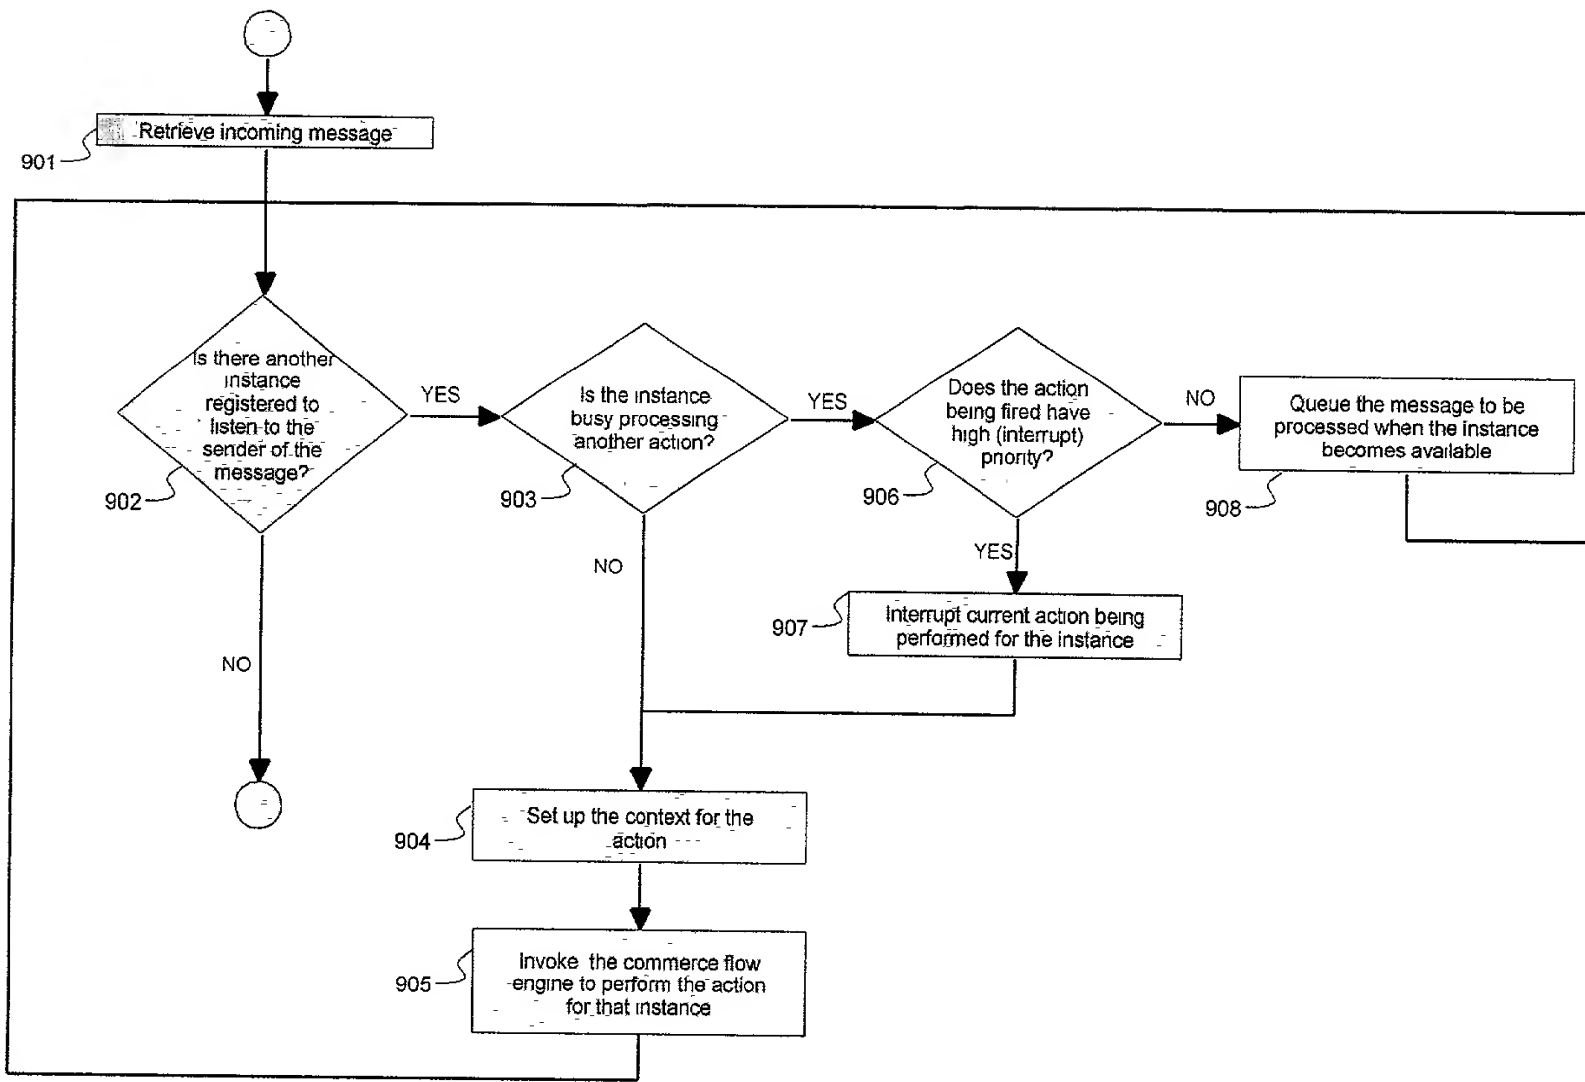 Retrieve incoming message
901
Is there another
instance
registered to
listen to the
sender of the
message?
902
YES
NO
Is the instance
busy processing
another action?
903
YES
NO
Does the action
being fired have
high (interrupt)
priority?
906
NO
YES
Queue the message to be
processed when the instance
becomes available
908
Interrupt current action being
performed for the instance
907
Set up the context for the
action
904
Invoke the commerce flow
engine to perform the action
for that instance
905